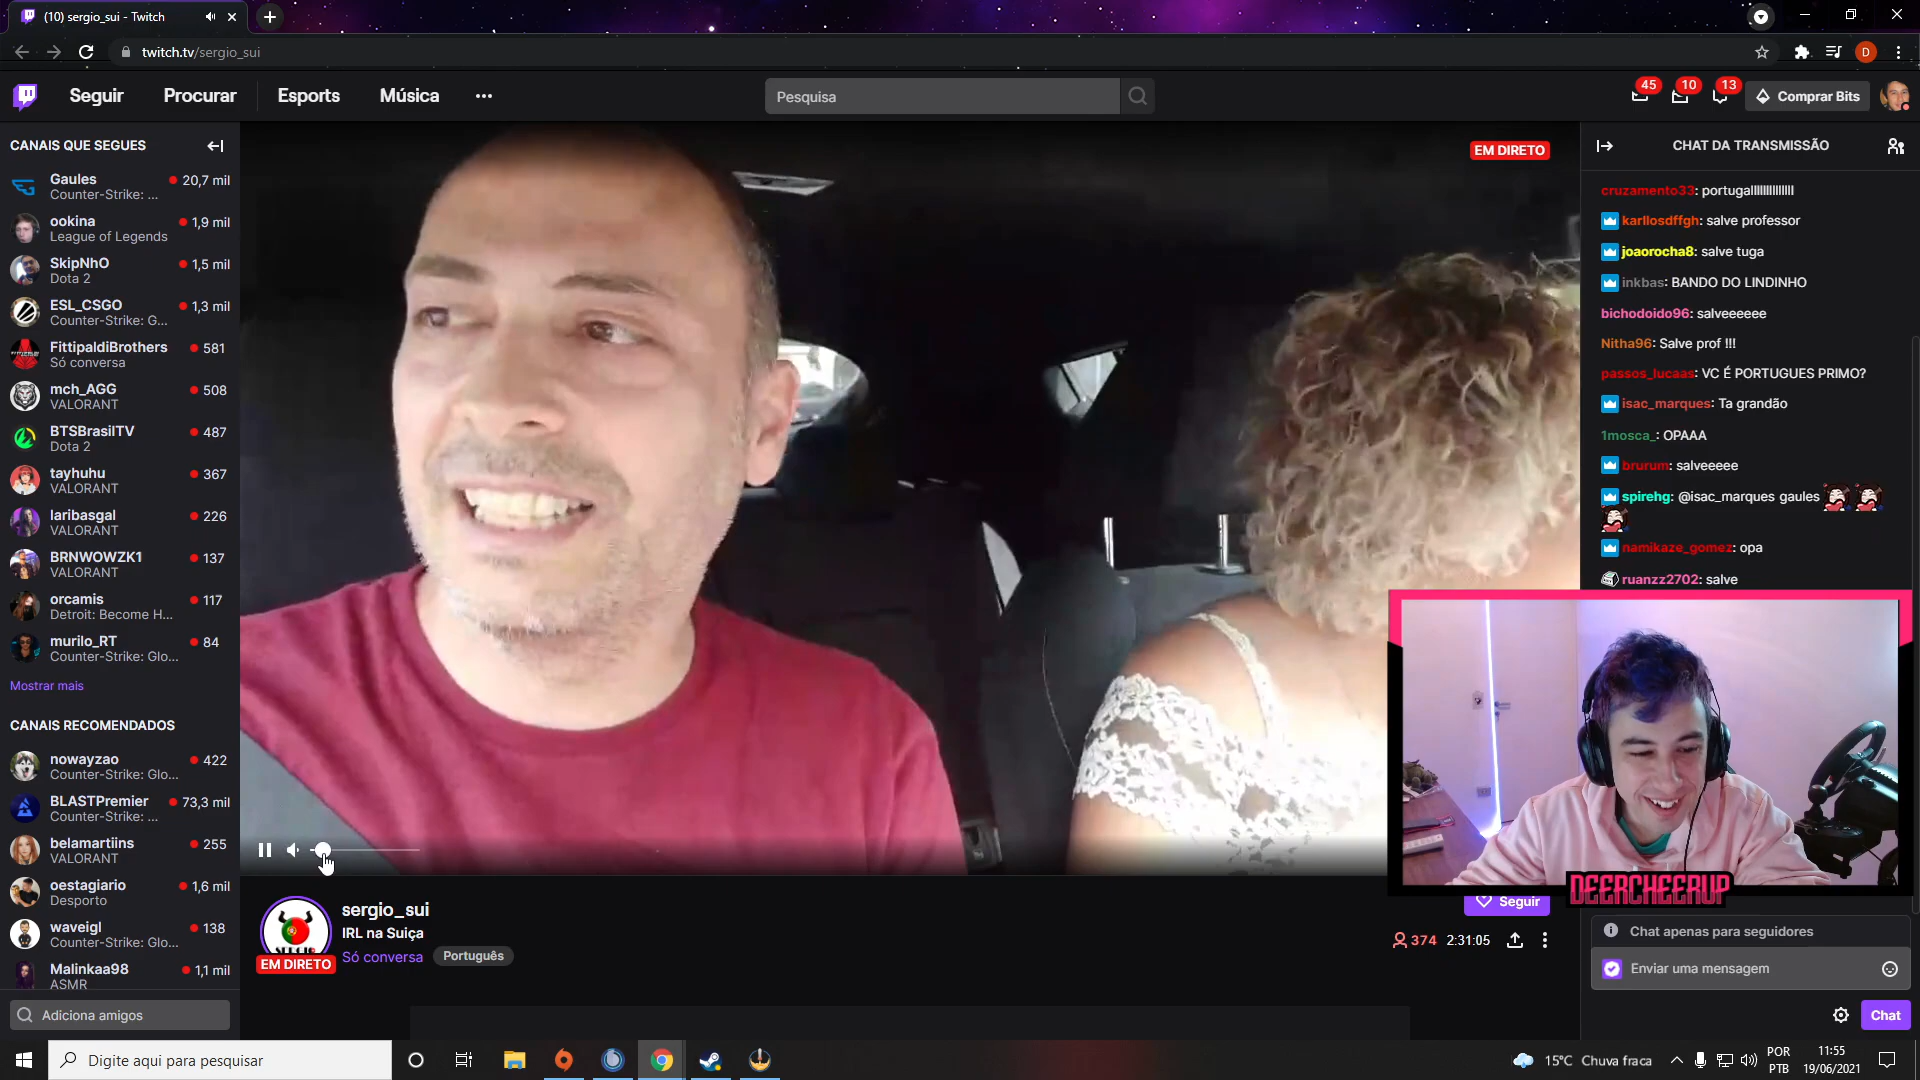 (10) sergio_sui - Twitch
twitch.tv/sergio_sui
D
Seguir
Procurar
Esports
Música
Pesquisa
45
10
13
Comprar Bits
CANAIS QUE SEGUES
Gaules
20,7 mil
Counter-Strike: ...
ookina
1,9 mil
League of Legends
SkipNhO
1,5 mil
Dota 2
ESL_CSGO
1,3 mil
Counter-Strike: G...
FittipaldiBrothers
581
Só conversa
mch_AGG
508
VALORANT
BTSBrasilTV
487
Dota 2
tayhuhu
367
VALORANT
laribasgal
226
VALORANT
BRNWOWZK1
137
VALORANT
orcamis
117
Detroit: Become H...
murilo_RT
84
Counter-Strike: Glo...
Mostrar mais
CANAIS RECOMENDADOS
nowayzao
422
Counter-Strike: Glo...
BLASTPremier
73,3 mil
Counter-Strike: ...
belamartiins
255
VALORANT
oestagiario
1,6 mil
Desporto
waveigl
138
Counter-Strike: Glo...
Malinkaa98
1,1 mil
ASMR
Adiciona amigos
EM DIRETO
sergio_sui
IRL na Suiça
EM DIRETO
Só conversa
Português
Seguir
374
2:31:05
CHAT DA TRANSMISSÃO
cruzamento33: portugalllllllllllllll
karllosdffgh: salve professor
joaorocha8: salve tuga
inkbas: BANDO DO LINDINHO
bichodoido96: salveeeeee
Nitha96: Salve prof !!!
passos_lucaas: VC É PORTUGUES PRIMO?
isac_marques: Ta grandão
1mosca_: OPAAA
brurum: salveeeee
spirehg: @isac_marques gaules
namikaze_gomez: opa
ruanzz2702: salve
DEERCHEERUP
Chat apenas para seguidores
Enviar uma mensagem
Chat
Digite aqui para pesquisar
15°C Chuva fraca
POR
PTB
11:55
19/06/2021